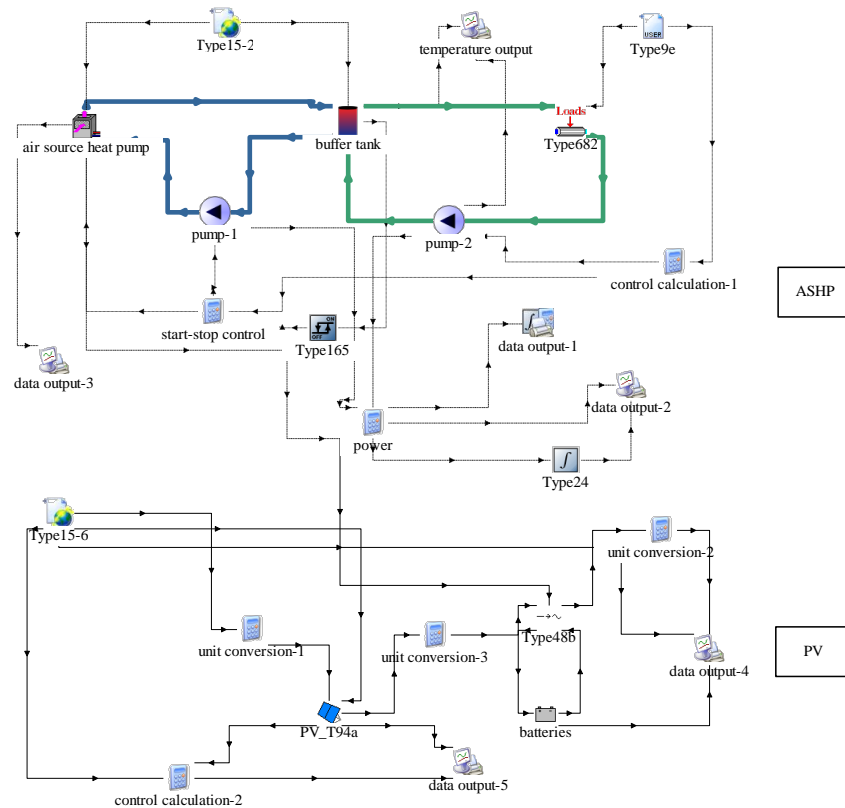 Type15-2
temperature output
USER
Type9e
Loads
air source heat pump
buffer tank
Type682
pump-1
pump-2
control calculation-1
ASHP
start-stop control
ON
OFF
Type165
data output-1
data output-3
data output-2
power
∫
Type24
Type15-6
unit conversion-2
unit conversion-1
unit conversion-3
Type48b
data output-4
PV
PV_T94a
batteries
control calculation-2
data output-5